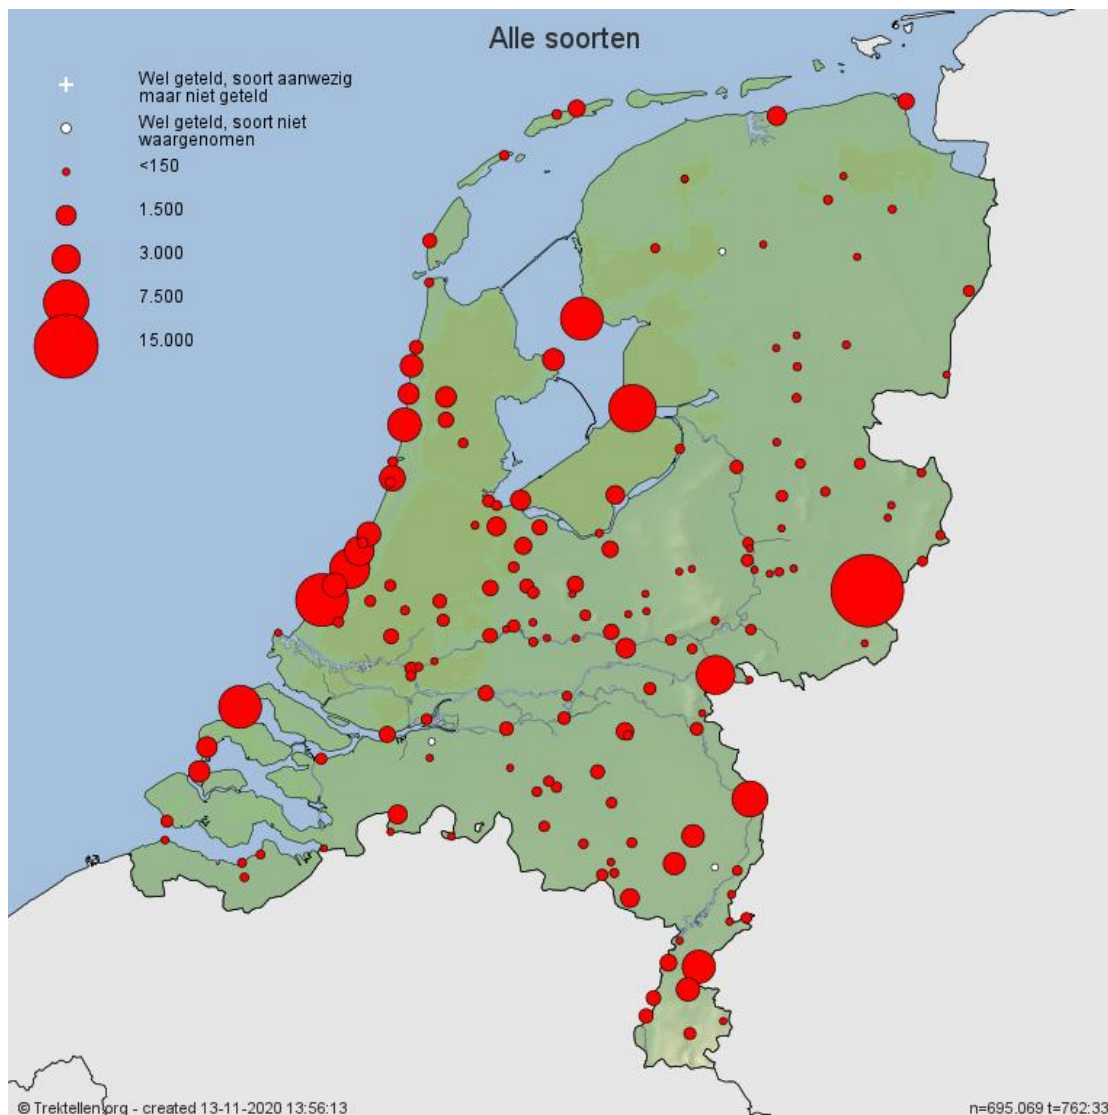 Alle soorten
Wel geteld, soort aanwezig
maar niet geteld
Wel geteld, soort niet
waargenomen
<150
1.500
3.000
7.500
15.000
© Trektellen.org - created 13-11-2020 13:56:13
n=695.069 t=762:33